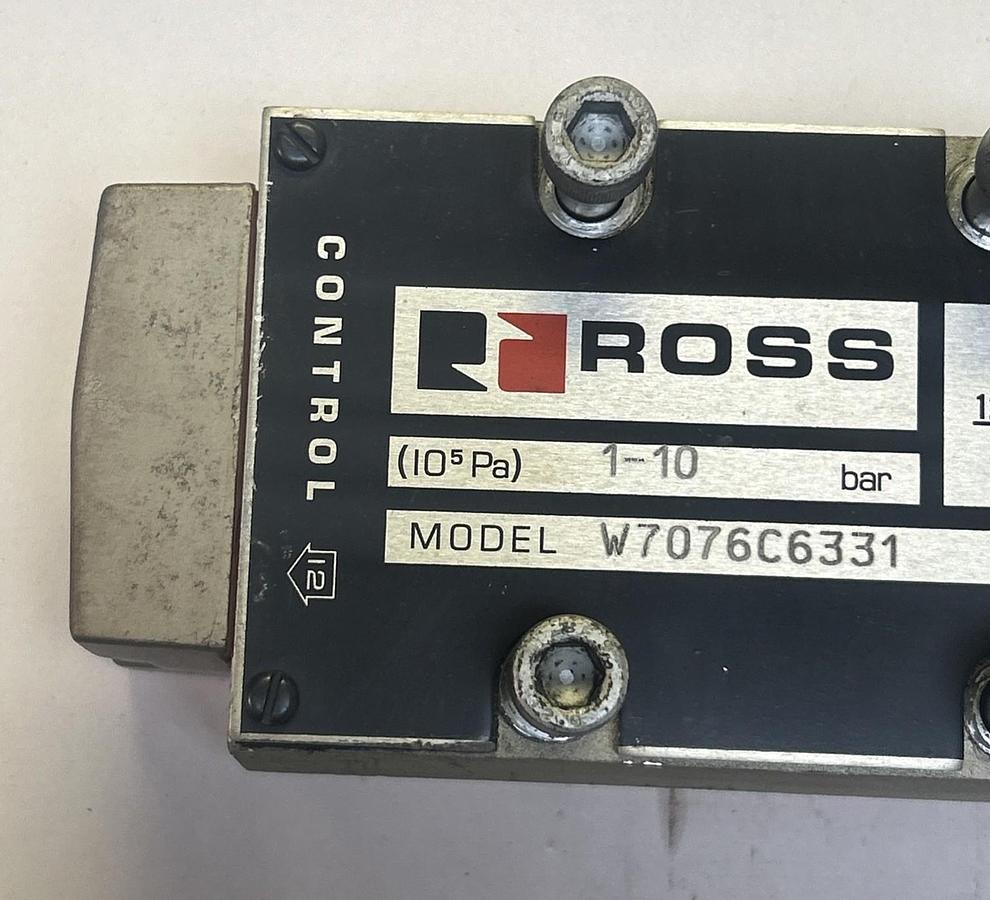 CONTROL
12
ROSS
(10⁵ Pa) 1-10 bar
MODEL W7076C6331